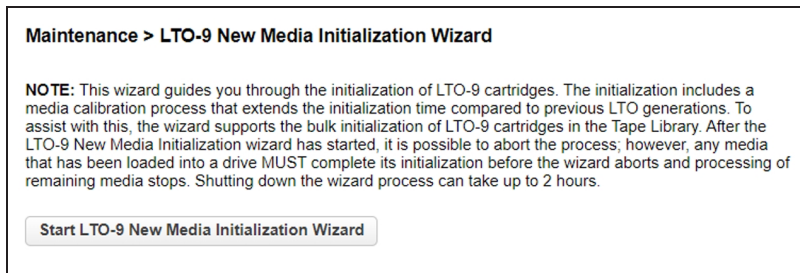 Maintenance > LTO-9 New Media Initialization Wizard
NOTE: This wizard guides you through the initialization of LTO-9 cartridges. The initialization includes a
media calibration process that extends the initialization time compared to previous LTO generations. To
assist with this, the wizard supports the bulk initialization of LTO-9 cartridges in the Tape Library. After the
LTO-9 New Media Initialization wizard has started, it is possible to abort the process; however, any media
that has been loaded into a drive MUST complete its initialization before the wizard aborts and processing of
remaining media stops. Shutting down the wizard process can take up to 2 hours.
Start LTO-9 New Media Initialization Wizard